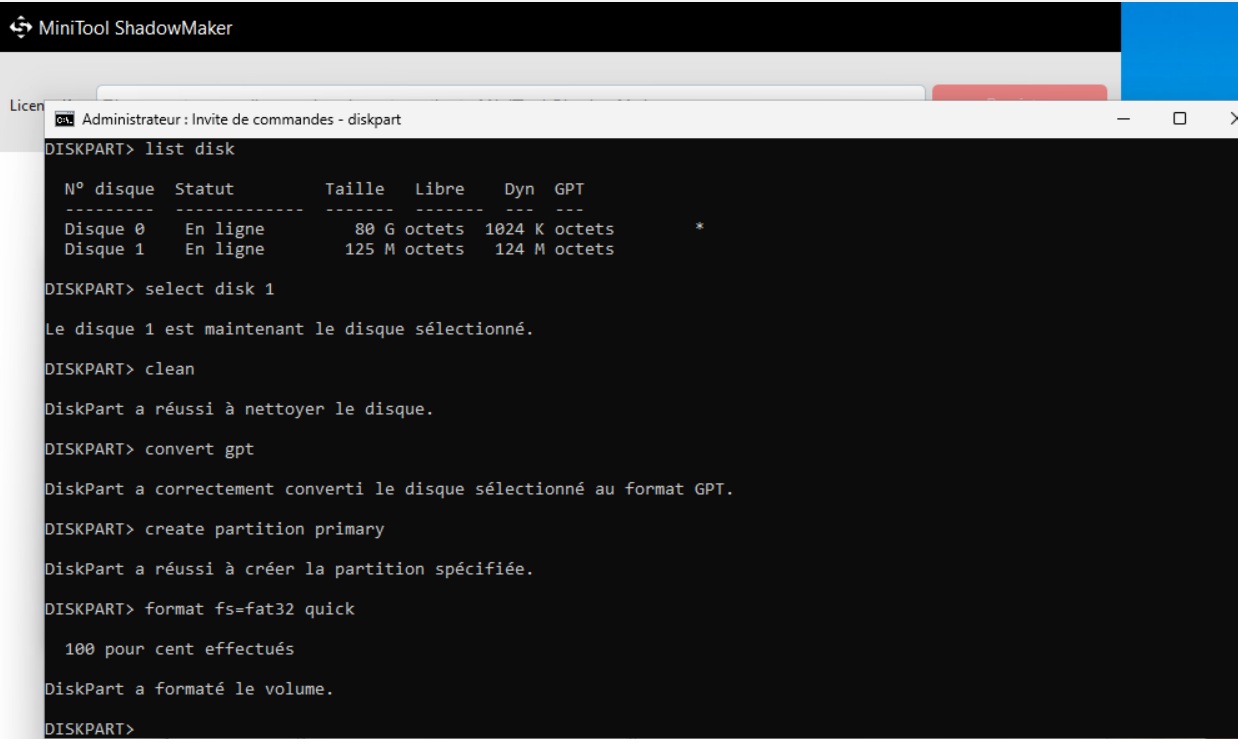 MiniTool ShadowMaker
Licen
Administrateur : Invite de commandes - diskpart
DISKPART> list disk
N° disque Statut Taille Libre Dyn GPT
--------- ------------- ------- ------- --- ---
Disque 0 En ligne 80 G octets 1024 K octets *
Disque 1 En ligne 125 M octets 124 M octets
DISKPART> select disk 1
Le disque 1 est maintenant le disque sélectionné.
DISKPART> clean
DiskPart a réussi à nettoyer le disque.
DISKPART> convert gpt
DiskPart a correctement converti le disque sélectionné au format GPT.
DISKPART> create partition primary
DiskPart a réussi à créer la partition spécifiée.
DISKPART> format fs=fat32 quick
100 pour cent effectués
DiskPart a formaté le volume.
DISKPART>